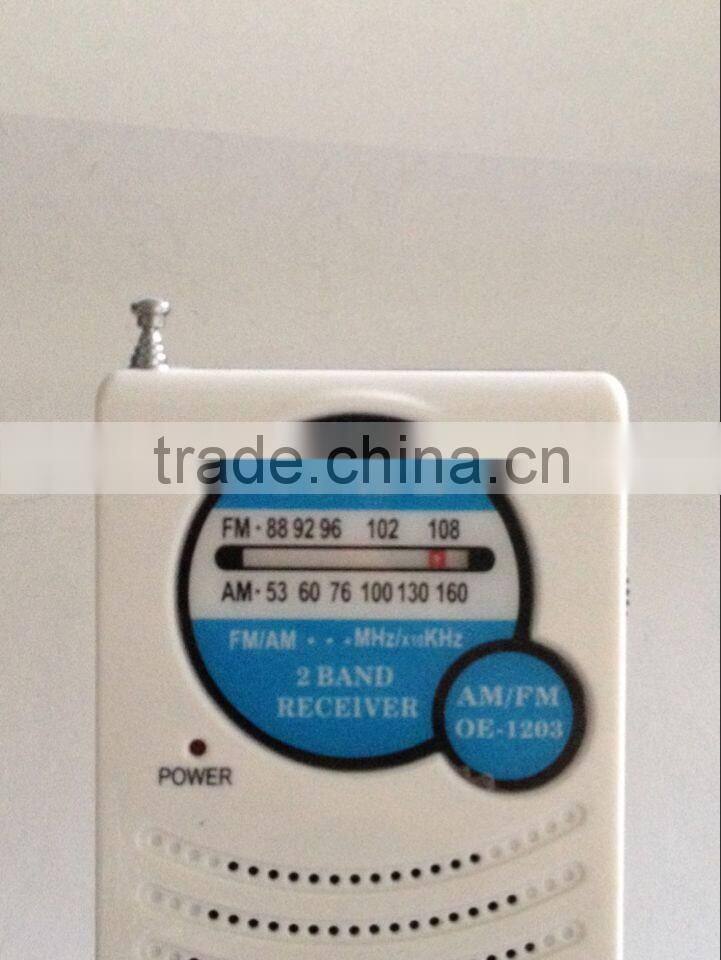 trade.china.cn
FM · 88 92 96 102 108
AM · 53 60 76 100 130 160
FM/AM · · · MHz/x10KHz
2 BAND
RECEIVER
AM/FM
OE-1203
POWER